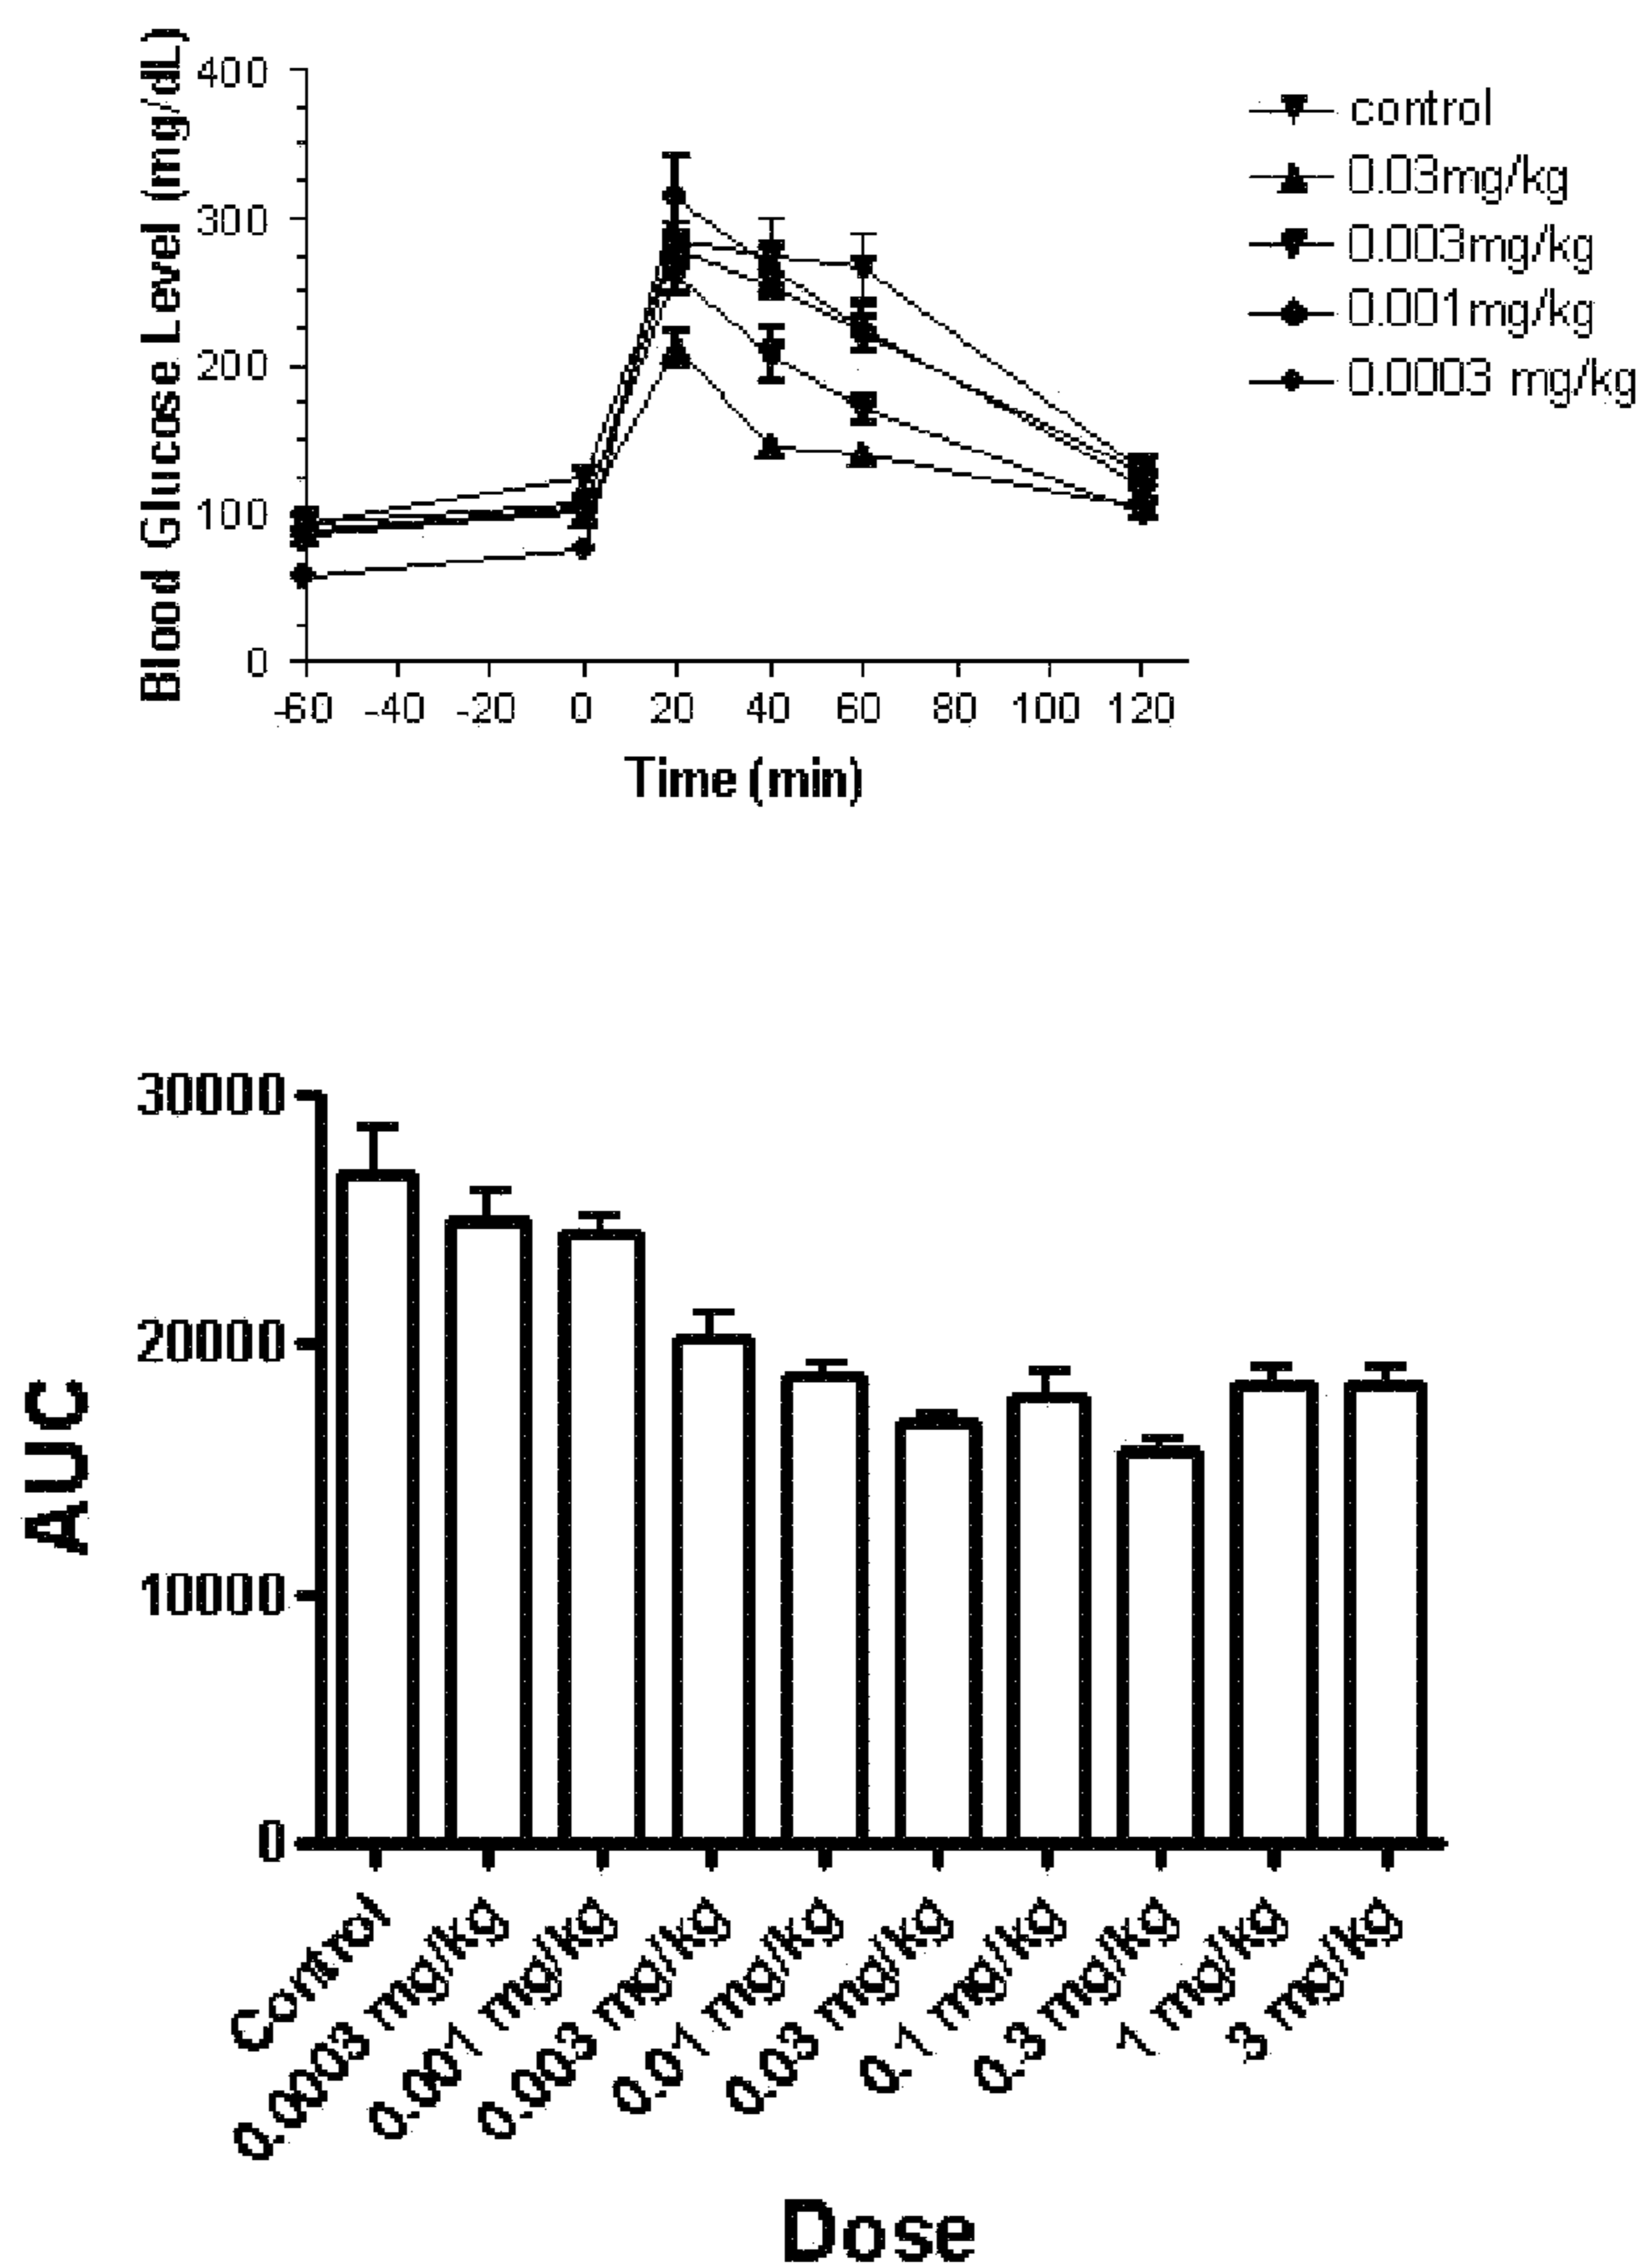 Blood Glucose Level (mg/dL)
400
300
200
100
0
-60 -40 -20 0 20 40 60 80 100 120
Time (min)
control
0.03mg/kg
0.003mg/kg
0.001mg/kg
0.0003 mg/kg
AUC
30000
20000
10000
0
Control
0.0003 mg/kg
0.001 mg/kg
0.003 mg/kg
0.01 mg/kg
0.03 mg/kg
0.1 mg/kg
0.3 mg/kg
1 mg/kg
3 mg/kg
Dose